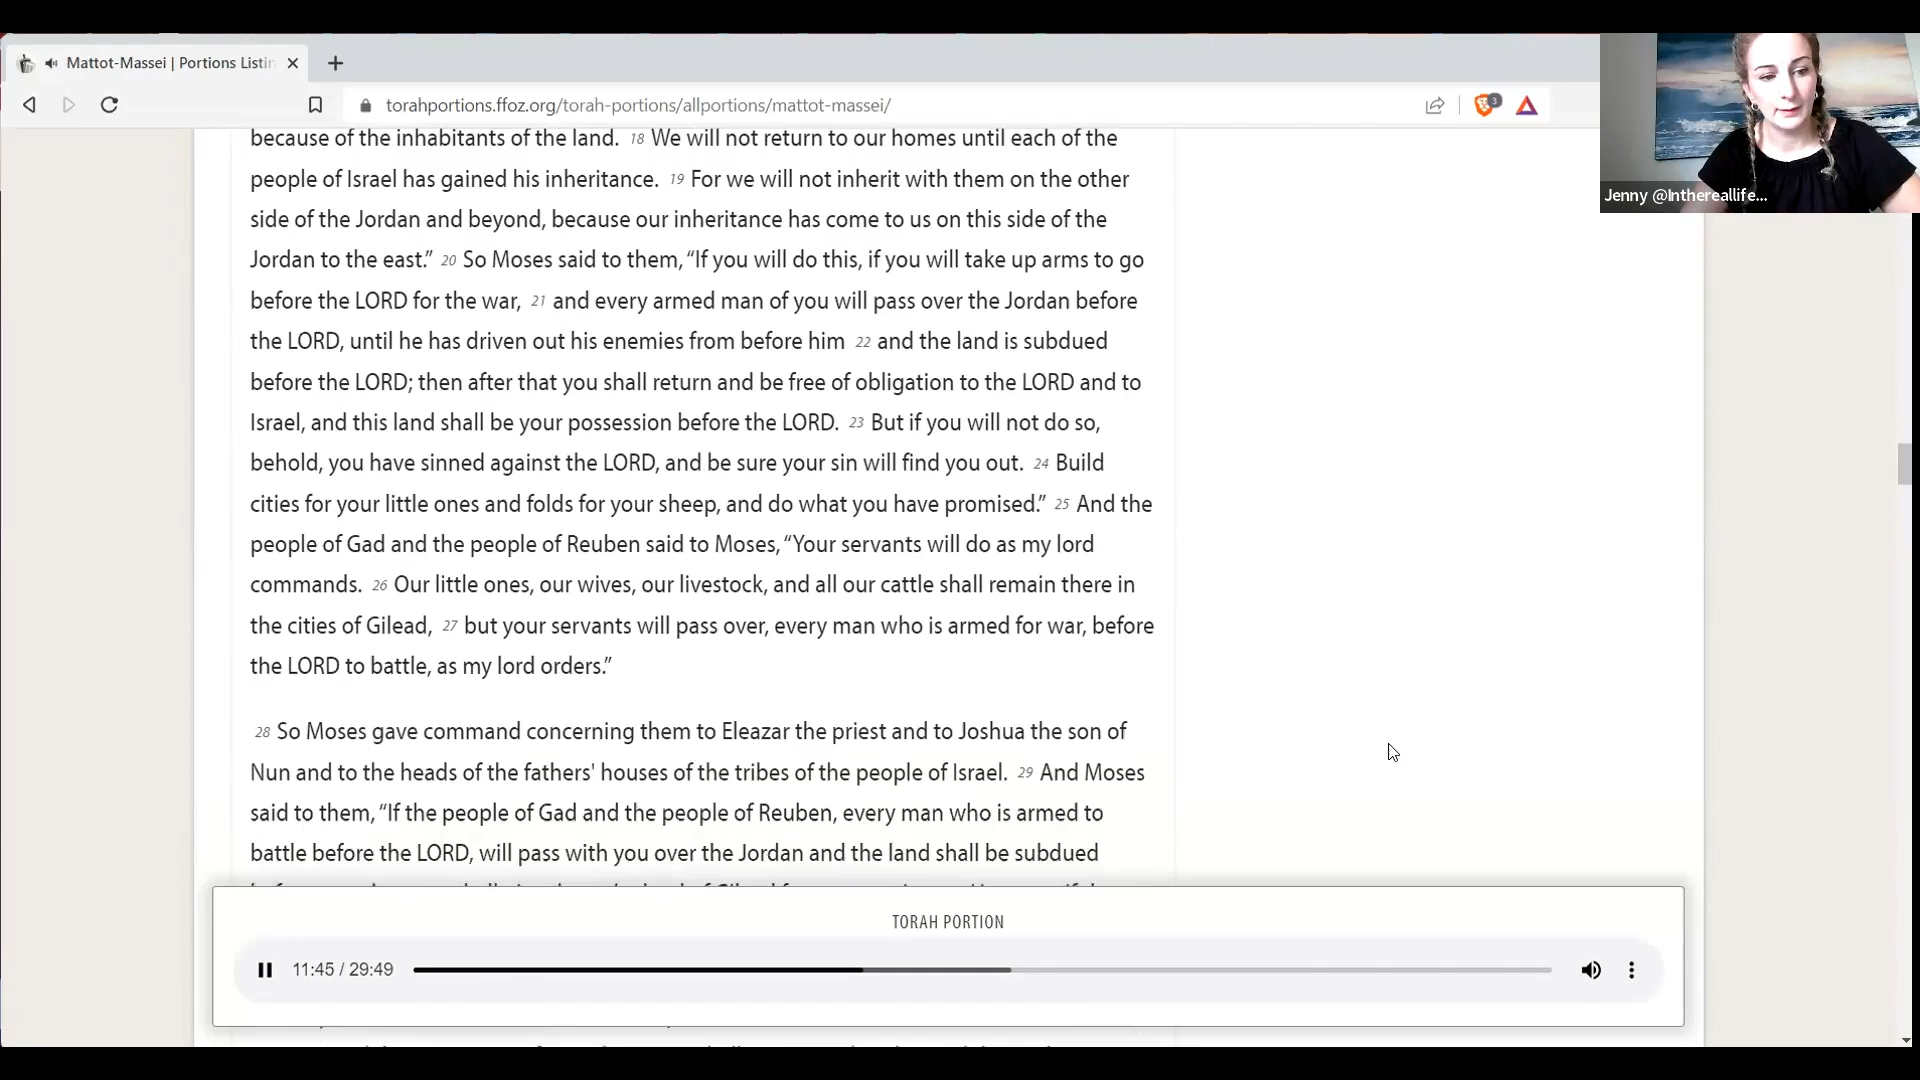 Mattot-Massei | Portions Listin
torahportions.ffoz.org/torah-portions/allportions/mattot-massei/
3
Jenny @Inthereallife...
because of the inhabitants of the land. 18 We will not return to our homes until each of the
people of Israel has gained his inheritance. 19 For we will not inherit with them on the other
side of the Jordan and beyond, because our inheritance has come to us on this side of the
Jordan to the east.” 20 So Moses said to them, “If you will do this, if you will take up arms to go
before the LORD for the war, 21 and every armed man of you will pass over the Jordan before
the LORD, until he has driven out his enemies from before him 22 and the land is subdued
before the LORD; then after that you shall return and be free of obligation to the LORD and to
Israel, and this land shall be your possession before the LORD. 23 But if you will not do so,
behold, you have sinned against the LORD, and be sure your sin will find you out. 24 Build
cities for your little ones and folds for your sheep, and do what you have promised.” 25 And the
people of Gad and the people of Reuben said to Moses, “Your servants will do as my lord
commands. 26 Our little ones, our wives, our livestock, and all our cattle shall remain there in
the cities of Gilead, 27 but your servants will pass over, every man who is armed for war, before
the LORD to battle, as my lord orders.”
28 So Moses gave command concerning them to Eleazar the priest and to Joshua the son of
Nun and to the heads of the fathers' houses of the tribes of the people of Israel. 29 And Moses
said to them, “If the people of Gad and the people of Reuben, every man who is armed to
battle before the LORD, will pass with you over the Jordan and the land shall be subdued
TORAH PORTION
11:45 / 29:49